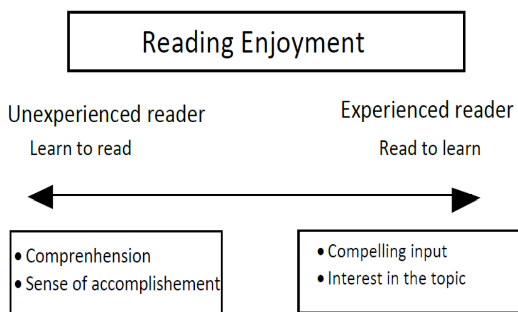 Reading Enjoyment
Unexperienced reader
Experienced reader
Learn to read
Read to learn
• Comprenhension
• Sense of accomplishement
• Compelling input
• Interest in the topic